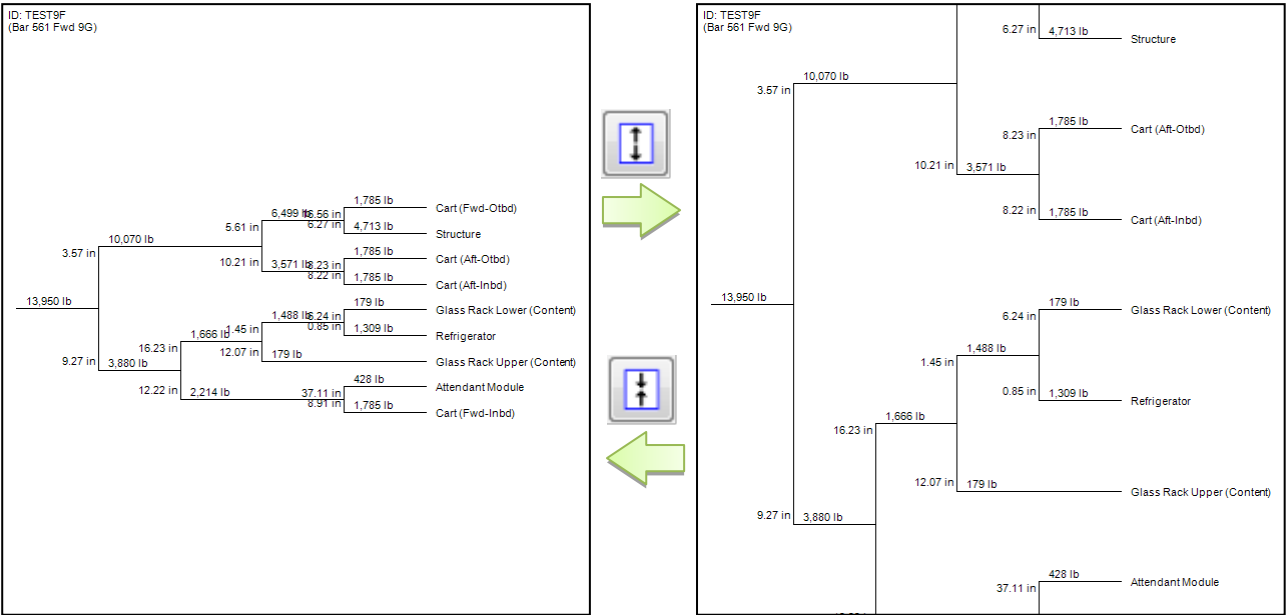 ID: TEST9F
(Bar 561 Fwd 9G)
1,785 lb
Cart (Fwd-Otbd)
6,499 lb
16.56 in
5.61 in
6.27 in
4,713 lb
Structure
10,070 lb
3.57 in
1,785 lb
Cart (Aft-Otbd)
10.21 in
3,571 lb
8.23 in
8.22 in
1,785 lb
Cart (Aft-Inbd)
13,950 lb
179 lb
Glass Rack Lower (Content)
1,488 lb
6.24 in
1,666 lb
1.45 in
0.85 in
1,309 lb
Refrigerator
16.23 in
12.07 in
179 lb
Glass Rack Upper (Content)
9.27 in
3,880 lb
428 lb
Attendant Module
12.22 in
2,214 lb
37.11 in
8.91 in
1,785 lb
Cart (Fwd-Inbd)
ID: TEST9F
(Bar 561 Fwd 9G)
6.27 in
4,713 lb
Structure
10,070 lb
3.57 in
1,785 lb
Cart (Aft-Otbd)
8.23 in
10.21 in
3,571 lb
8.22 in
1,785 lb
Cart (Aft-Inbd)
13,950 lb
179 lb
Glass Rack Lower (Content)
6.24 in
1,488 lb
1.45 in
0.85 in
1,309 lb
Refrigerator
1,666 lb
16.23 in
12.07 in
179 lb
Glass Rack Upper (Content)
9.27 in
3,880 lb
428 lb
Attendant Module
37.11 in